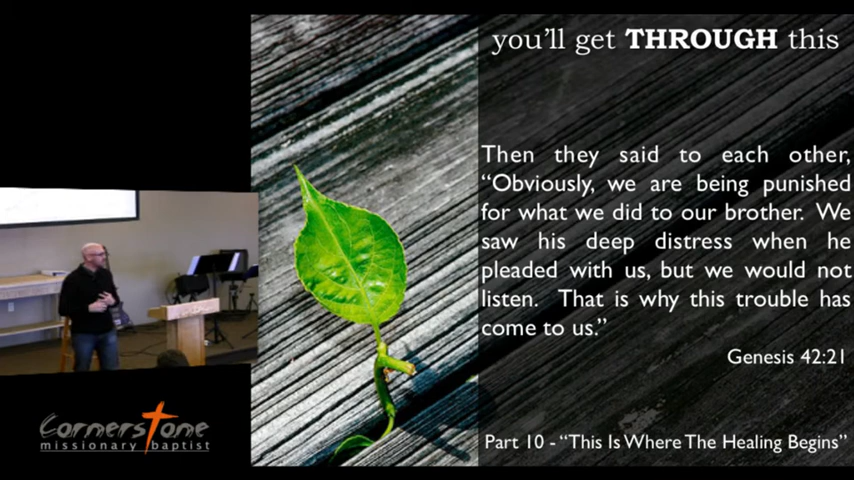 you'll get THROUGH this
Then they said to each other,
“Obviously, we are being punished
for what we did to our brother. We
saw his deep distress when he
pleaded with us, but we would not
listen. That is why this trouble has
come to us.”
Genesis 42:21
Part 10 - “This Is Where The Healing Begins”
Cornerstone
missionary baptist